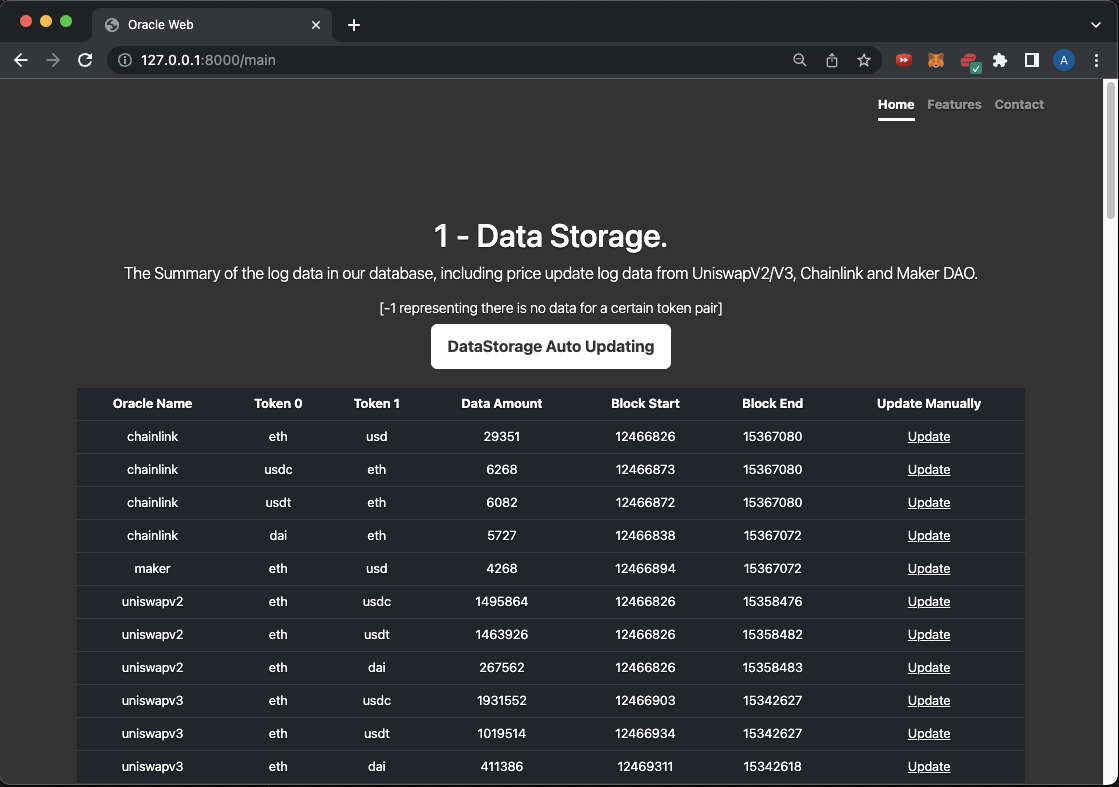 Oracle Web
127.0.0.1:8000/main
A
Home Features Contact
1 - Data Storage.
The Summary of the log data in our database, including price update log data from UniswapV2/V3, Chainlink and Maker DAO.
[-1 representing there is no data for a certain token pair]
DataStorage Auto Updating
Oracle Name Token 0 Token 1 Data Amount Block Start Block End Update Manually
chainlink eth usd 29351 12466826 15367080 Update
chainlink usdc eth 6268 12466873 15367080 Update
chainlink usdt eth 6082 12466872 15367080 Update
chainlink dai eth 5727 12466838 15367072 Update
maker eth usd 4268 12466894 15367072 Update
uniswapv2 eth usdc 1495864 12466826 15358476 Update
uniswapv2 eth usdt 1463926 12466826 15358482 Update
uniswapv2 eth dai 267562 12466826 15358483 Update
uniswapv3 eth usdc 1931552 12466903 15342627 Update
uniswapv3 eth usdt 1019514 12466934 15342627 Update
uniswapv3 eth dai 411386 12469311 15342618 Update